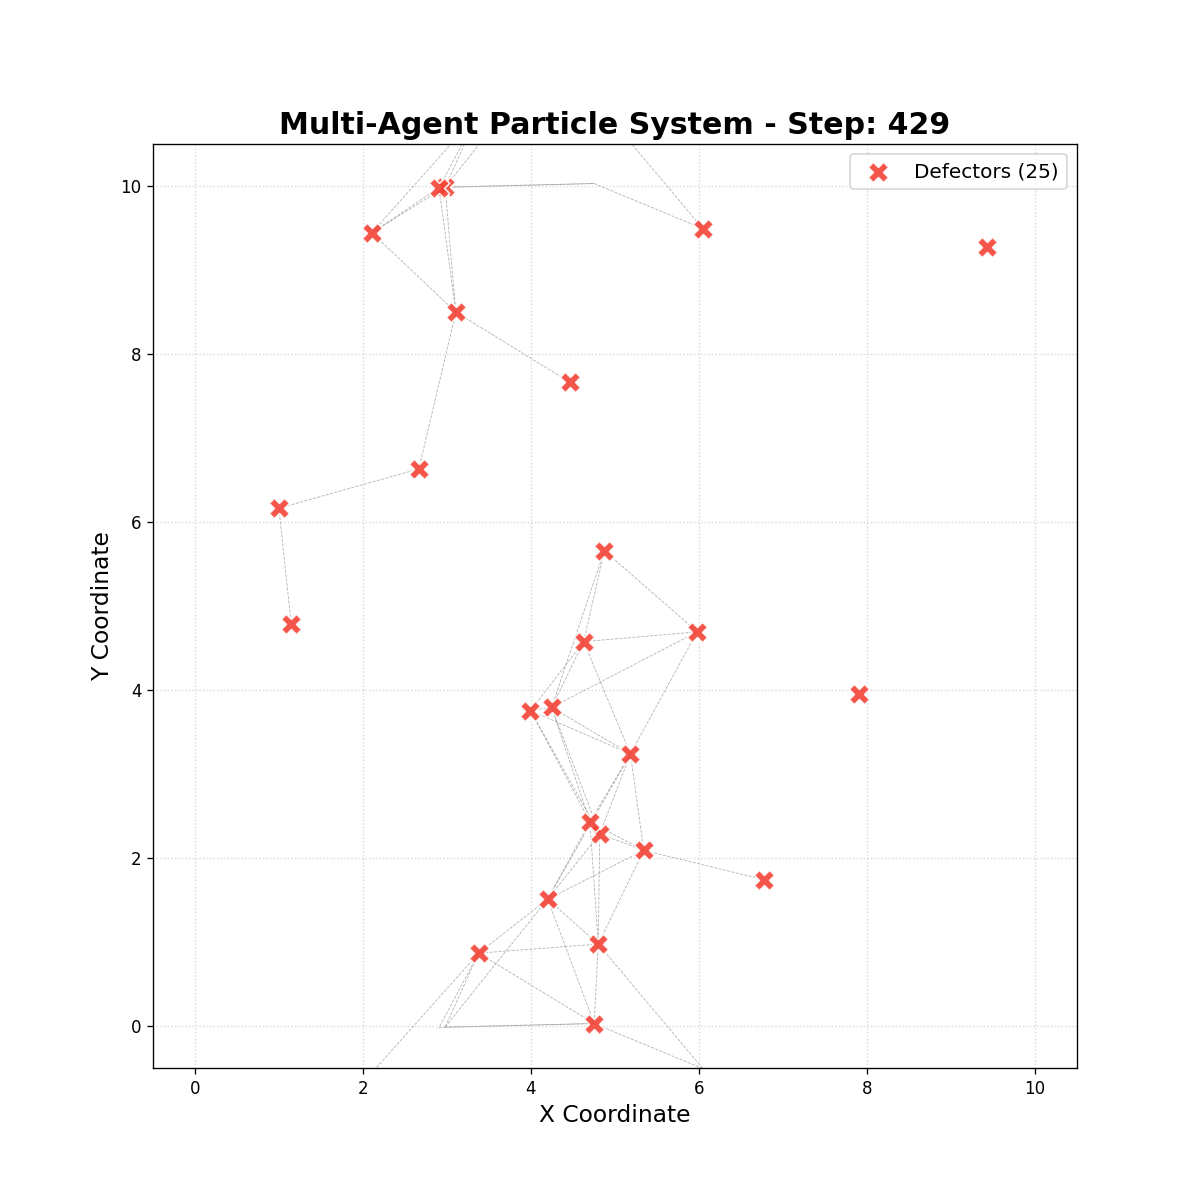 Multi-Agent Particle System - Step: 429
Defectors (25)
10
8
6
4
2
0
Y Coordinate
0 2 4 6 8 10
X Coordinate